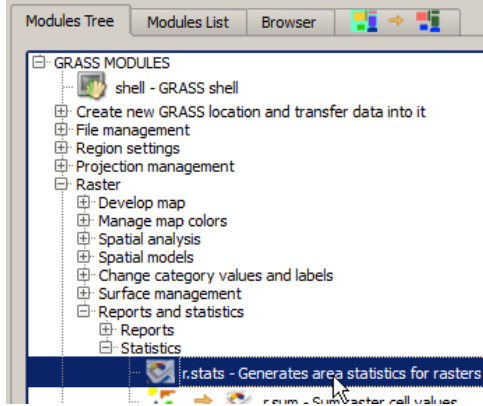 Modules Tree Modules List Browser
GRASS MODULES
shell - GRASS shell
Create new GRASS location and transfer data into it
File management
Region settings
Projection management
Raster
Develop map
Manage map colors
Spatial analysis
Spatial models
Change category values and labels
Surface management
Reports and statistics
Reports
Statistics
r.stats - Generates area statistics for rasters
r.sum - Sum raster cell values